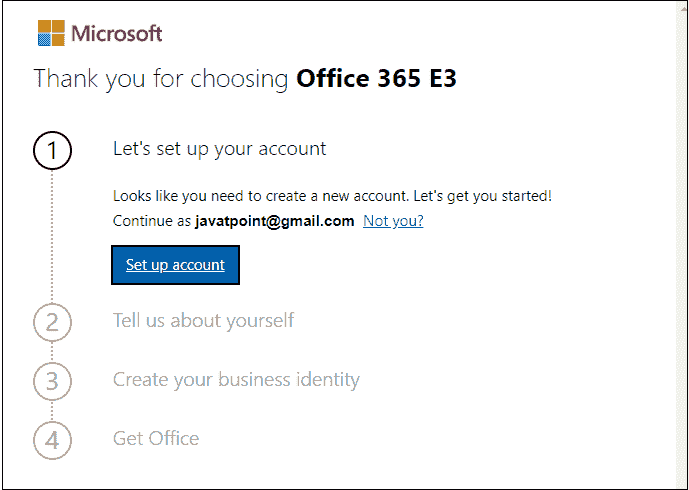 Microsoft
Thank you for choosing Office 365 E3
1
Let's set up your account
Looks like you need to create a new account. Let's get you started!
Continue as javatpoint@gmail.com Not you?
Set up account
2
Tell us about yourself
3
Create your business identity
4
Get Office